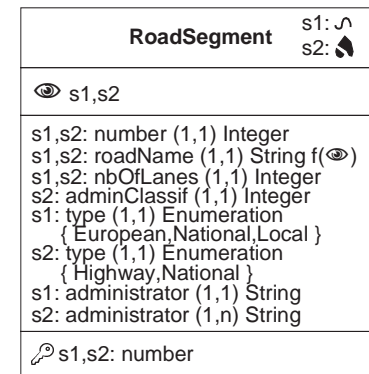 RoadSegment
s1:
s2:
s1,s2
s1,s2: number (1,1) Integer
s1,s2: roadName (1,1) String f( )
s1,s2: nbOfLanes (1,1) Integer
s2: adminClassif (1,1) Integer
s1: type (1,1) Enumeration
{ European,National,Local }
s2: type (1,1) Enumeration
{ Highway,National }
s1: administrator (1,1) String
s2: administrator (1,n) String
s1,s2: number